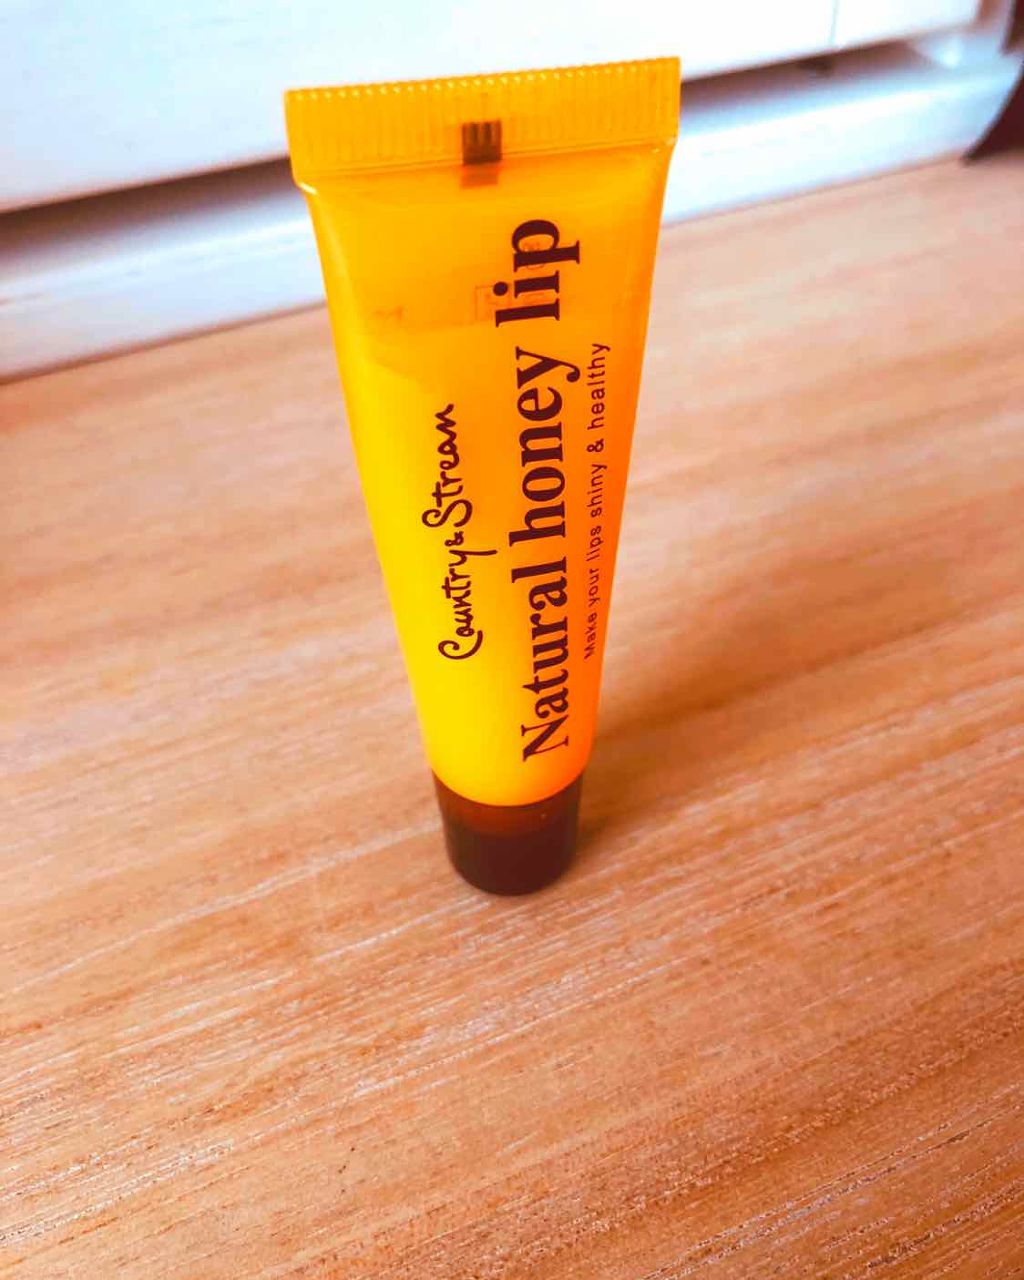 Country & Stream
Natural honey lip
Make your lips shiny & healthy